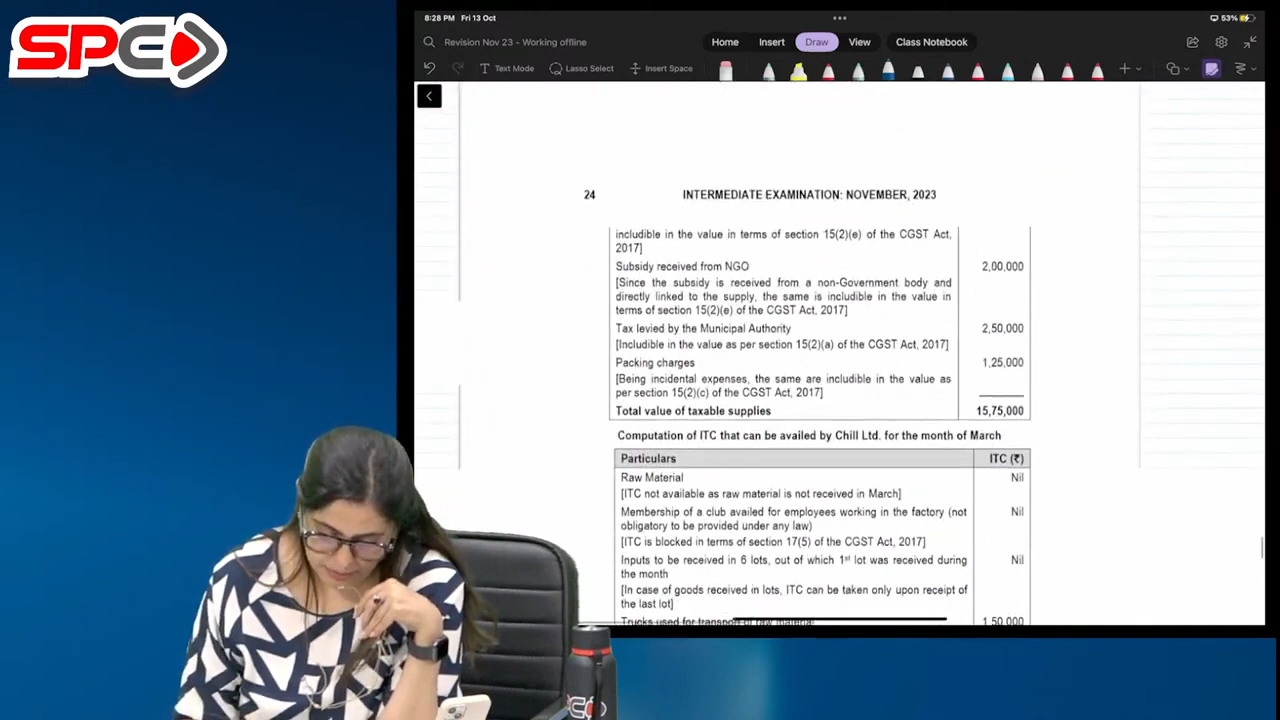 SPC
8:28 PM Fri 13 Oct
53%
Revision Nov 23 - Working offline
Home Insert Draw View Class Notebook
Text Mode Lasso Select Insert Space
24 INTERMEDIATE EXAMINATION: NOVEMBER, 2023
includible in the value in terms of section 15(2)(e) of the CGST Act,
2017]
Subsidy received from NGO 2,00,000
[Since the subsidy is received from a non-Government body and
directly linked to the supply, the same is includible in the value in
terms of section 15(2)(e) of the CGST Act, 2017]
Tax levied by the Municipal Authority 2,50,000
[Includible in the value as per section 15(2)(a) of the CGST Act, 2017]
Packing charges 1,25,000
[Being incidental expenses, the same are includible in the value as
per section 15(2)(c) of the CGST Act, 2017]
Total value of taxable supplies 15,75,000
Computation of ITC that can be availed by Chill Ltd. for the month of March
Particulars ITC (₹)
Raw Material Nil
[ITC not available as raw material is not received in March]
Membership of a club availed for employees working in the factory (not Nil
obligatory to be provided under any law)
[ITC is blocked in terms of section 17(5) of the CGST Act, 2017]
Inputs to be received in 6 lots, out of which 1st lot was received during Nil
the month
[In case of goods received in lots, ITC can be taken only upon receipt of
the last lot]
Trucks used for transport of raw material 1,50,000